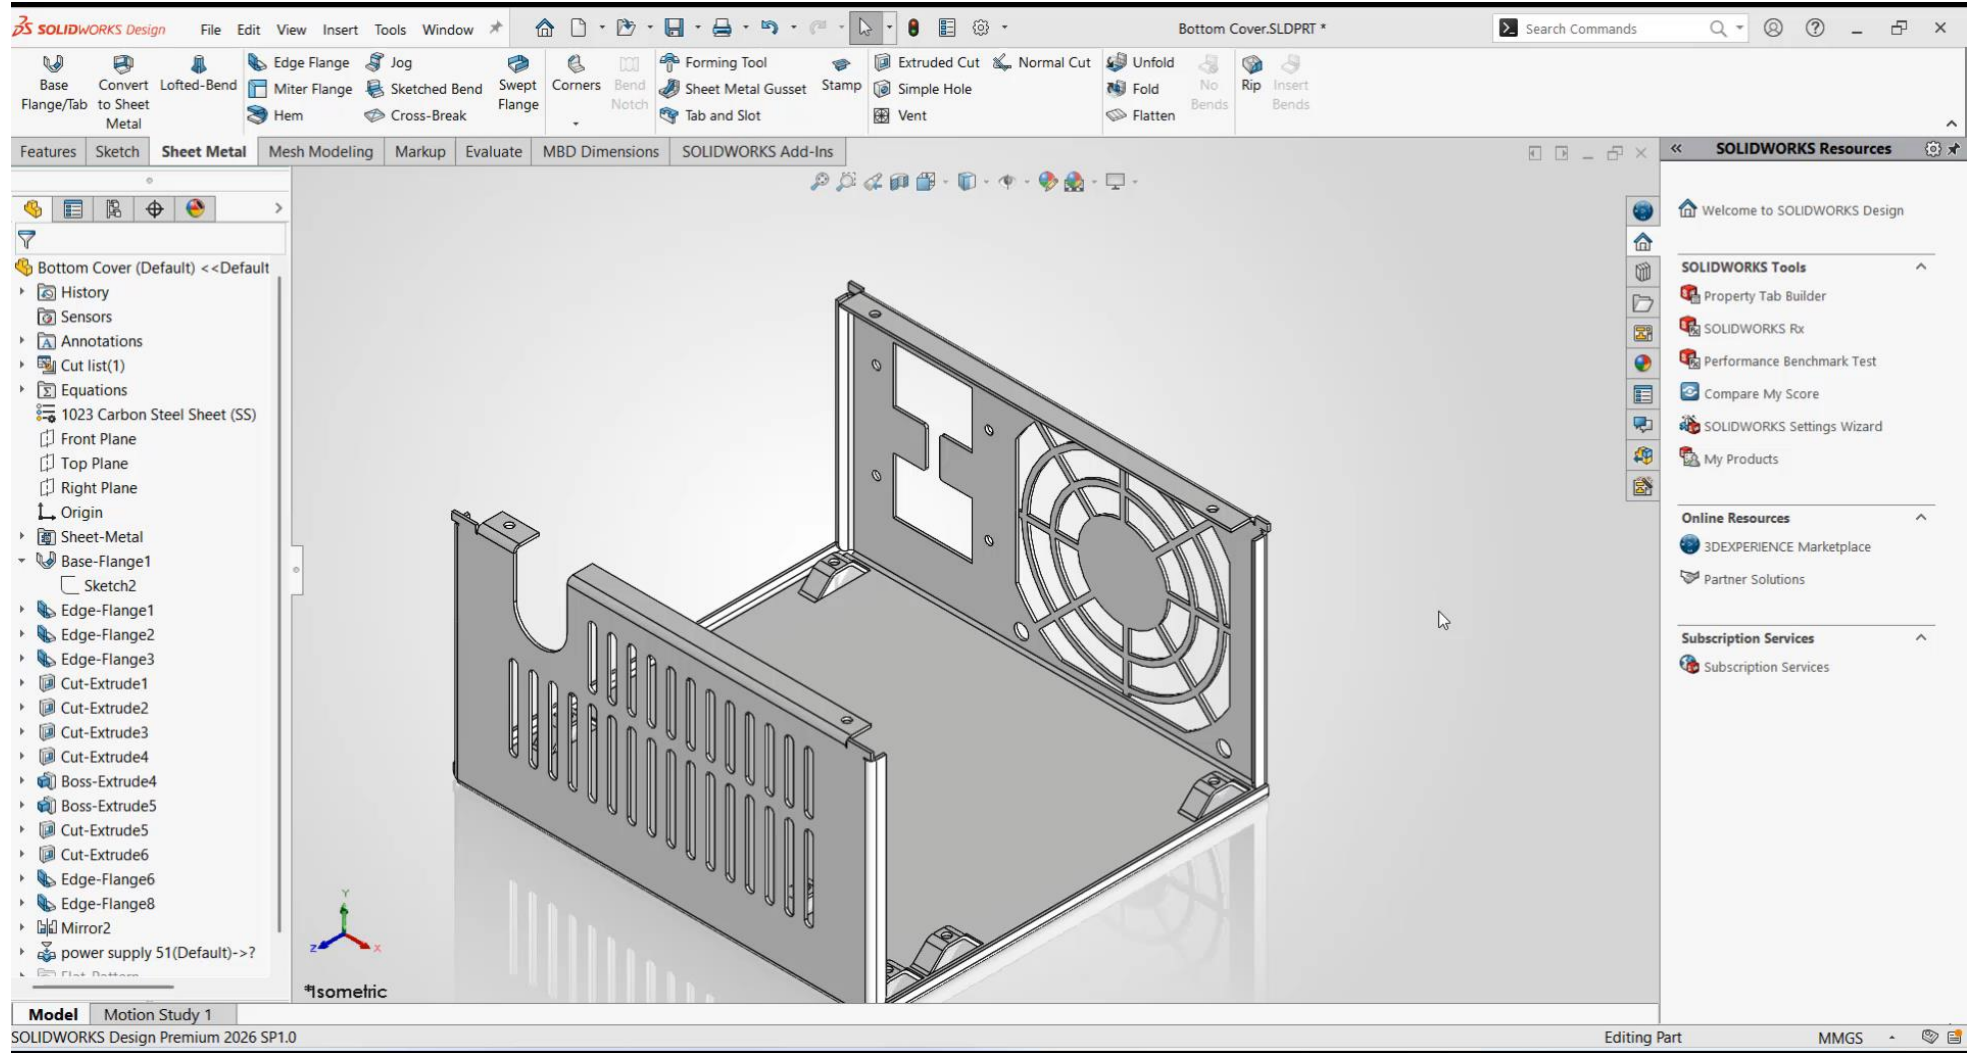 SOLIDWORKS Design File Edit View Insert Tools Window Bottom Cover.SLDPRT * Search Commands
Base Flange/Tab
Convert to Sheet Metal
Lofted-Bend
Edge Flange
Miter Flange
Hem
Jog
Sketched Bend
Cross-Break
Swept Flange
Corners
Bend Notch
Forming Tool
Sheet Metal Gusset
Tab and Slot
Stamp
Extruded Cut
Simple Hole
Vent
Normal Cut
Unfold
Fold
Flatten
No Bends
Rip
Insert Bends
Features Sketch Sheet Metal Mesh Modeling Markup Evaluate MBD Dimensions SOLIDWORKS Add-Ins
Bottom Cover (Default) <<Default
History
Sensors
Annotations
Cut list(1)
Equations
1023 Carbon Steel Sheet (SS)
Front Plane
Top Plane
Right Plane
Origin
Sheet-Metal
Base-Flange1
Sketch2
Edge-Flange1
Edge-Flange2
Edge-Flange3
Cut-Extrude1
Cut-Extrude2
Cut-Extrude3
Cut-Extrude4
Boss-Extrude4
Boss-Extrude5
Cut-Extrude5
Cut-Extrude6
Edge-Flange6
Edge-Flange8
Mirror2
power supply 51(Default)->?
Flat-Pattern
Y
Z
X
*Isometric
SOLIDWORKS Resources
Welcome to SOLIDWORKS Design
SOLIDWORKS Tools
Property Tab Builder
SOLIDWORKS Rx
Performance Benchmark Test
Compare My Score
SOLIDWORKS Settings Wizard
My Products
Online Resources
3DEXPERIENCE Marketplace
Partner Solutions
Subscription Services
Subscription Services
Model Motion Study 1
SOLIDWORKS Design Premium 2026 SP1.0 Editing Part MMGS